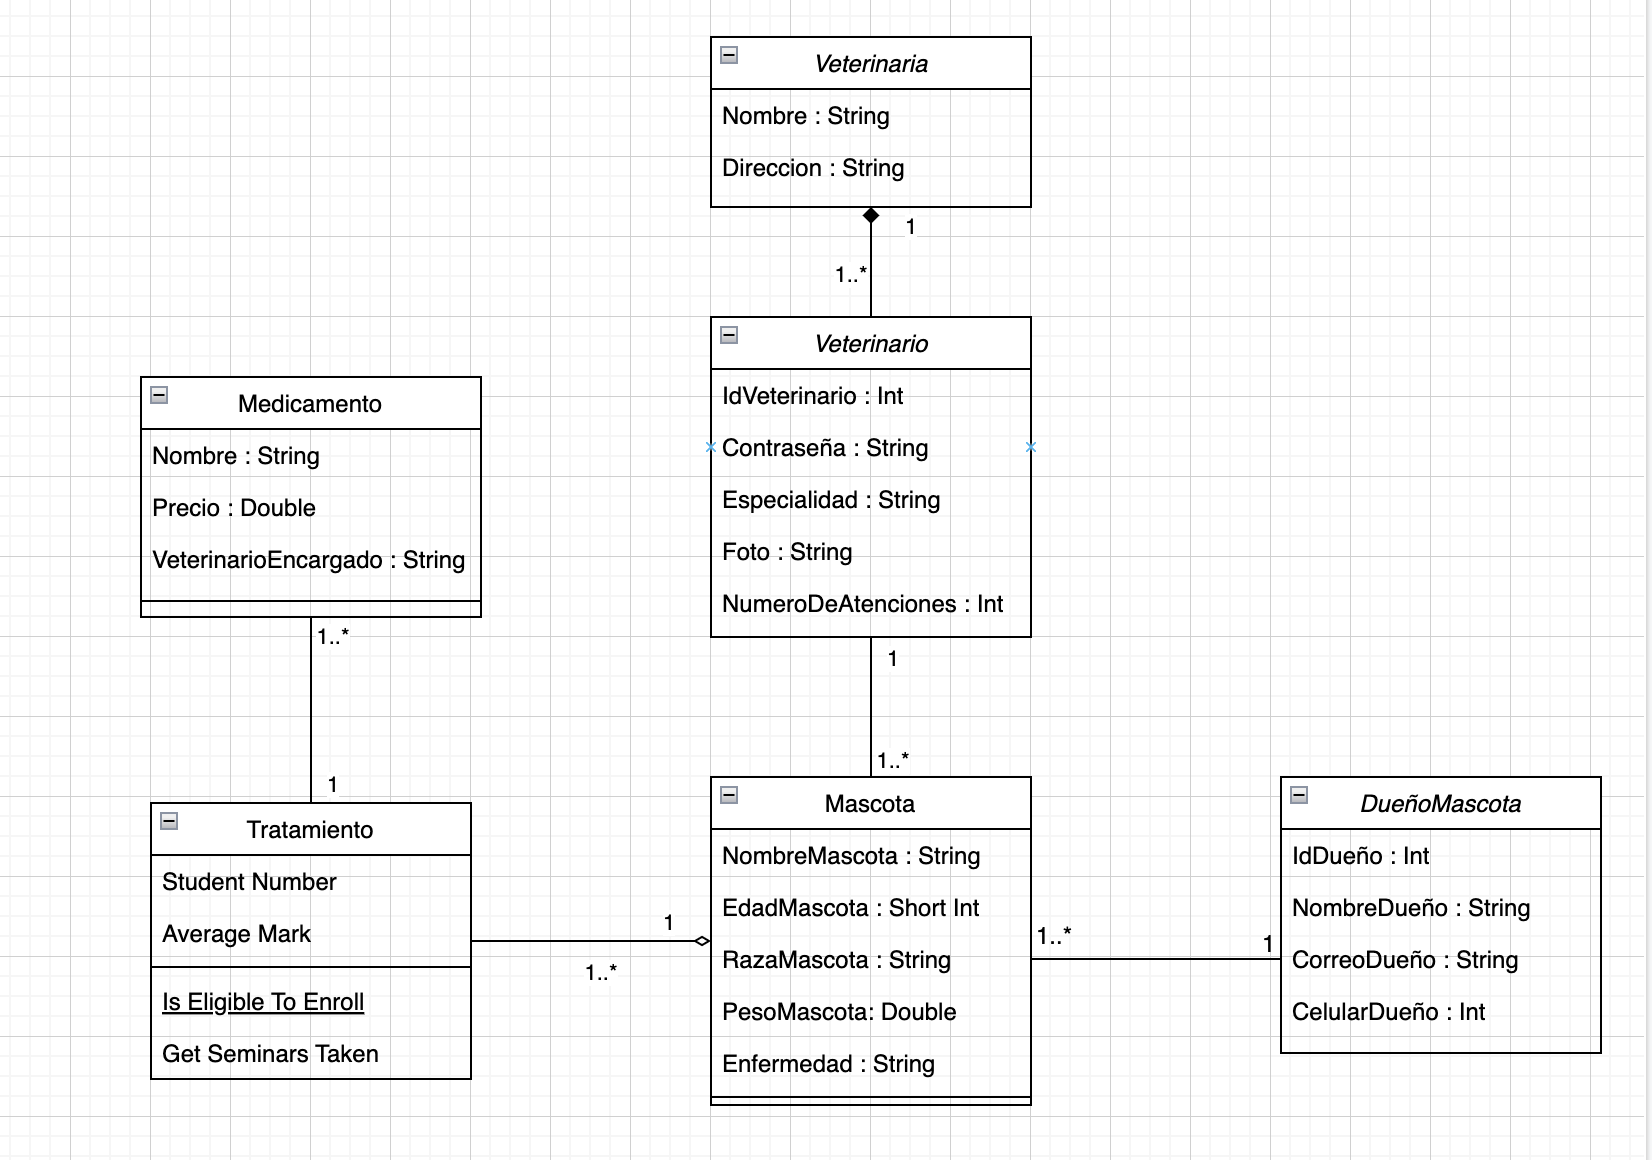 Veterinaria
Nombre : String
Direccion : String
1
1..*
Veterinario
IdVeterinario : Int
Contraseña : String
Especialidad : String
Foto : String
NumeroDeAtenciones : Int
1
1..*
Medicamento
Nombre : String
Precio : Double
VeterinarioEncargado : String
1..*
1
Tratamiento
Student Number
Average Mark
Is Eligible To Enroll
Get Seminars Taken
1
1..*
Mascota
NombreMascota : String
EdadMascota : Short Int
RazaMascota : String
PesoMascota: Double
Enfermedad : String
1..*
1
DueñoMascota
IdDueño : Int
NombreDueño : String
CorreoDueño : String
CelularDueño : Int